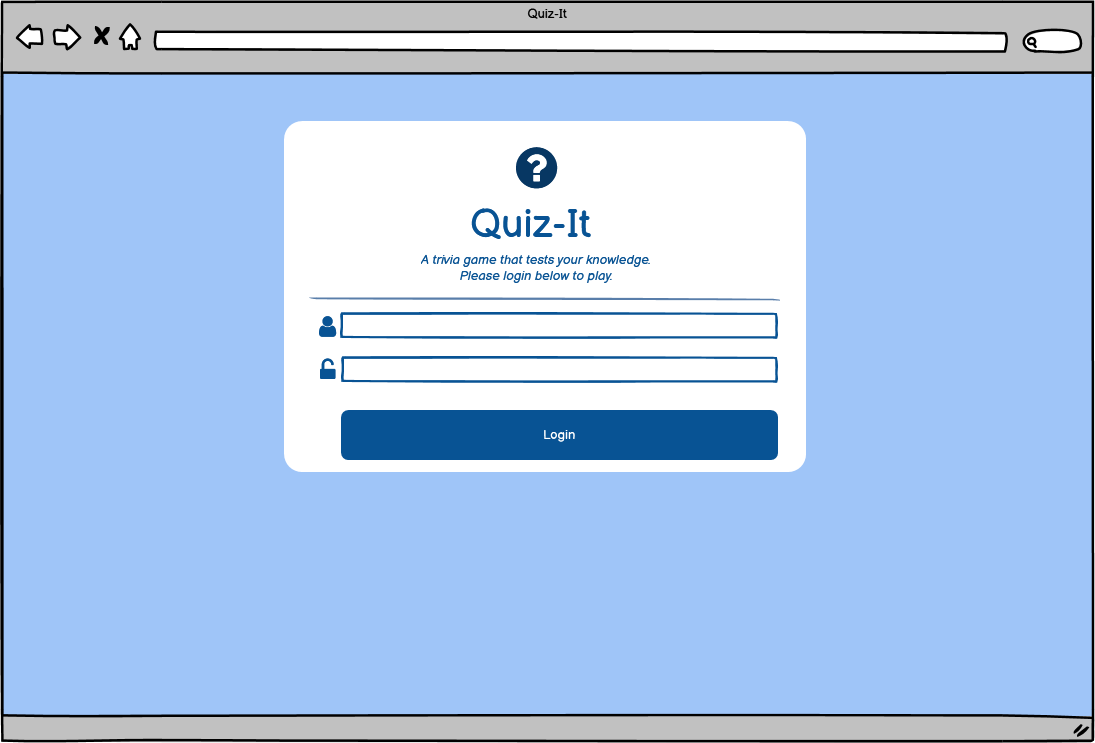 Quiz-It
?
Quiz-It
A trivia game that tests your knowledge.
Please login below to play.
Login